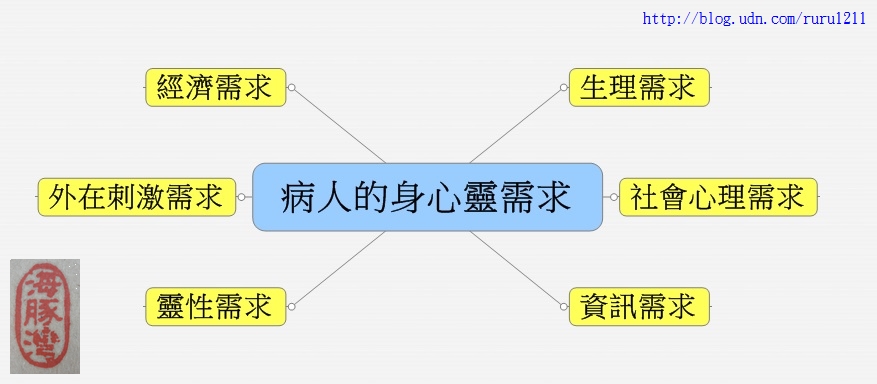 http://blog.udn.com/ruru1211
經濟需求
生理需求
外在刺激需求
病人的身心靈需求
社會心理需求
靈性需求
資訊需求
海豚灣